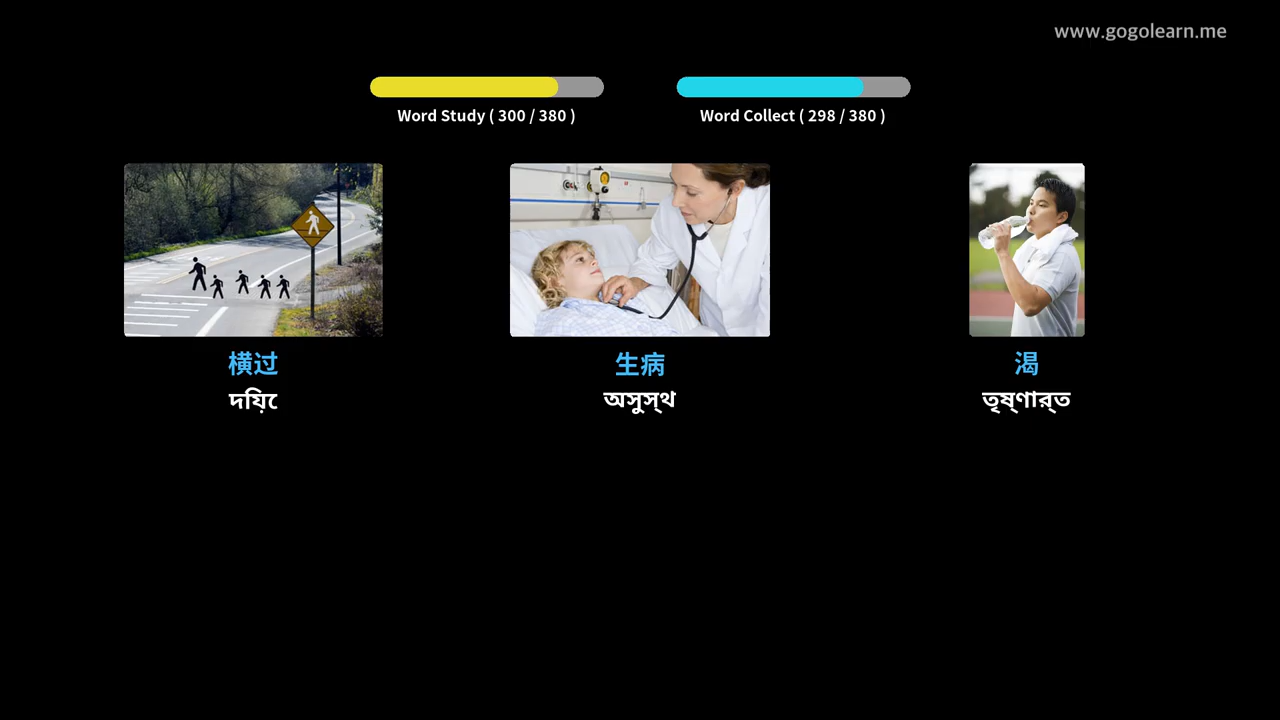 www.gogolearn.me
Word Study ( 300 / 380 )
Word Collect ( 298 / 380 )
横过
দিয়ে
生病
অসুস্থ
渴
তৃষ্ণার্ত